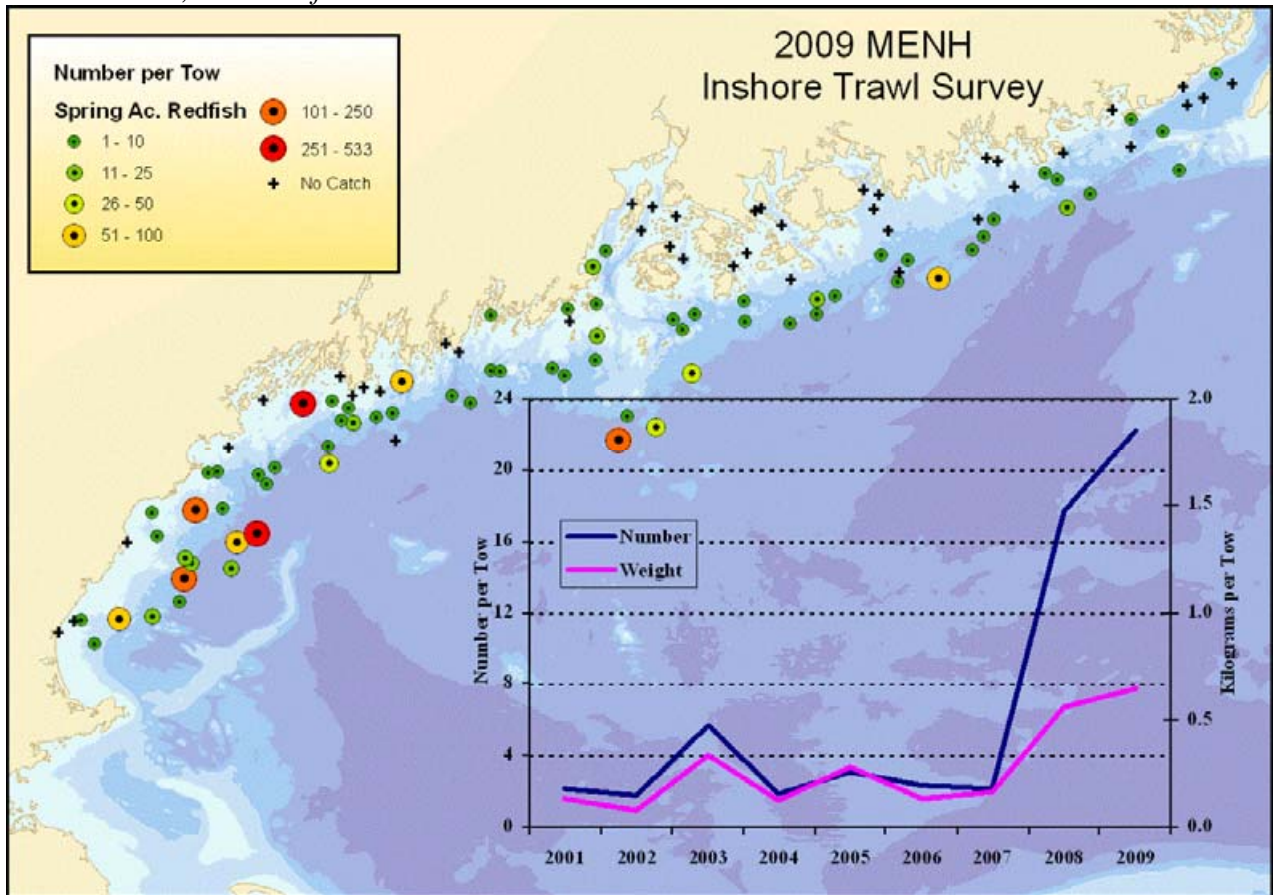 2009 MENH
Inshore Trawl Survey
Number per Tow
Spring Ac. Redfish
1 - 10
11 - 25
26 - 50
51 - 100
101 - 250
251 - 533
No Catch
24
20
16
12
8
4
0
Number per Tow
Number
Weight
2.0
1.5
1.0
0.5
0.0
Kilograms per Tow
2001 2002 2003 2004 2005 2006 2007 2008 2009